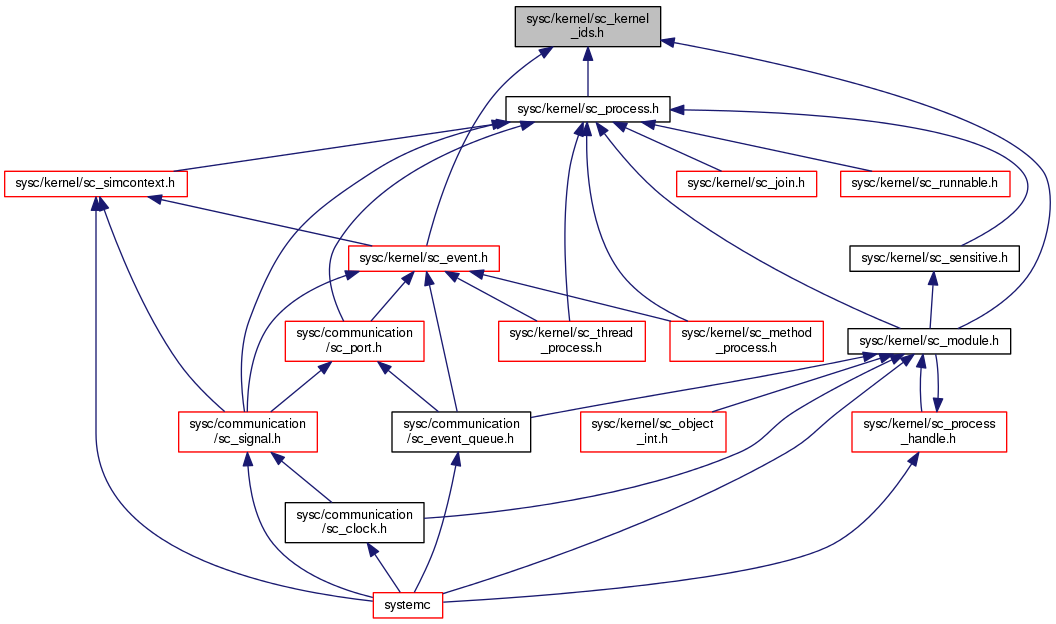 sysc/kernel/sc_kernel
_ids.h
sysc/kernel/sc_process.h
sysc/kernel/sc_simcontext.h
sysc/kernel/sc_join.h
sysc/kernel/sc_runnable.h
sysc/kernel/sc_event.h
sysc/kernel/sc_sensitive.h
sysc/communication
/sc_port.h
sysc/kernel/sc_thread
_process.h
sysc/kernel/sc_method
_process.h
sysc/kernel/sc_module.h
sysc/communication
/sc_signal.h
sysc/communication
/sc_event_queue.h
sysc/kernel/sc_object
_int.h
sysc/kernel/sc_process
_handle.h
sysc/communication
/sc_clock.h
systemc